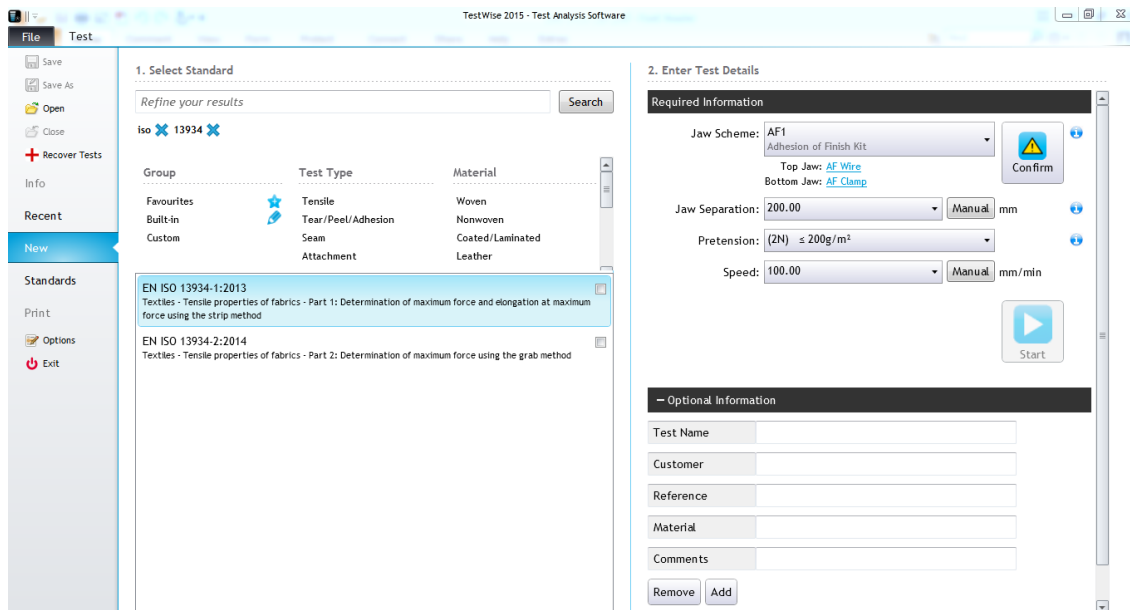 TestWise 2015 - Test Analysis Software
File Test
Save
Save As
Open
Close
Recover Tests
Info
Recent
New
Standards
Print
Options
Exit
1. Select Standard
Refine your results Search
iso 13934
Group Test Type Material
Favourites Tensile Woven
Built-in Tear/Peel/Adhesion Nonwoven
Custom Seam Coated/Laminated
Attachment Leather
EN ISO 13934-1:2013
Textiles - Tensile properties of fabrics - Part 1: Determination of maximum force and elongation at maximum
force using the strip method
EN ISO 13934-2:2014
Textiles - Tensile properties of fabrics - Part 2: Determination of maximum force using the grab method
2. Enter Test Details
Required Information
Jaw Scheme: AF1
Adhesion of Finish Kit
Confirm
Top Jaw: AF Wire
Bottom Jaw: AF Clamp
Jaw Separation: 200.00 Manual mm
Pretension: (2N) ≤ 200g/m²
Speed: 100.00 Manual mm/min
Start
– Optional Information
Test Name
Customer
Reference
Material
Comments
Remove Add